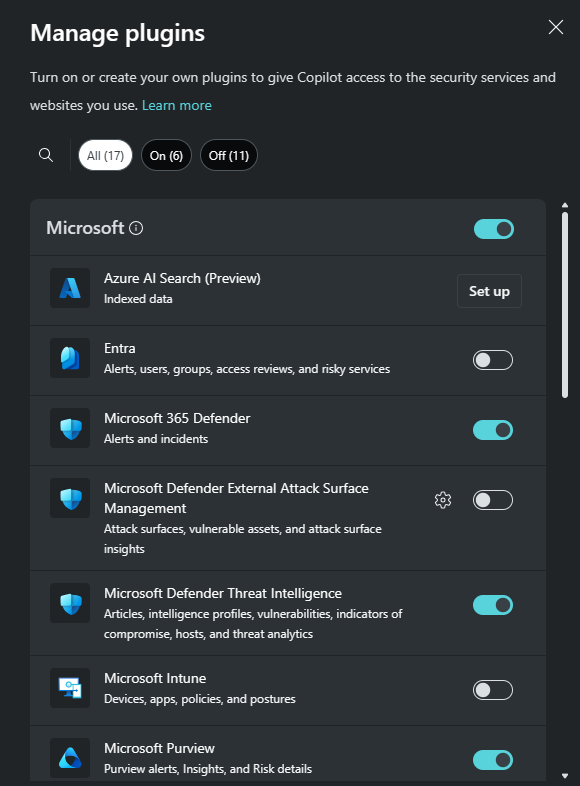 Manage plugins
Turn on or create your own plugins to give Copilot access to the security services and
websites you use. Learn more
All (17)
On (6)
Off (11)
Microsoft
Azure AI Search (Preview)
Indexed data
Set up
Entra
Alerts, users, groups, access reviews, and risky services
Microsoft 365 Defender
Alerts and incidents
Microsoft Defender External Attack Surface
Management
Attack surfaces, vulnerable assets, and attack surface
insights
Microsoft Defender Threat Intelligence
Articles, intelligence profiles, vulnerabilities, indicators of
compromise, hosts, and threat analytics
Microsoft Intune
Devices, apps, policies, and postures
Microsoft Purview
Purview alerts, Insights, and Risk details